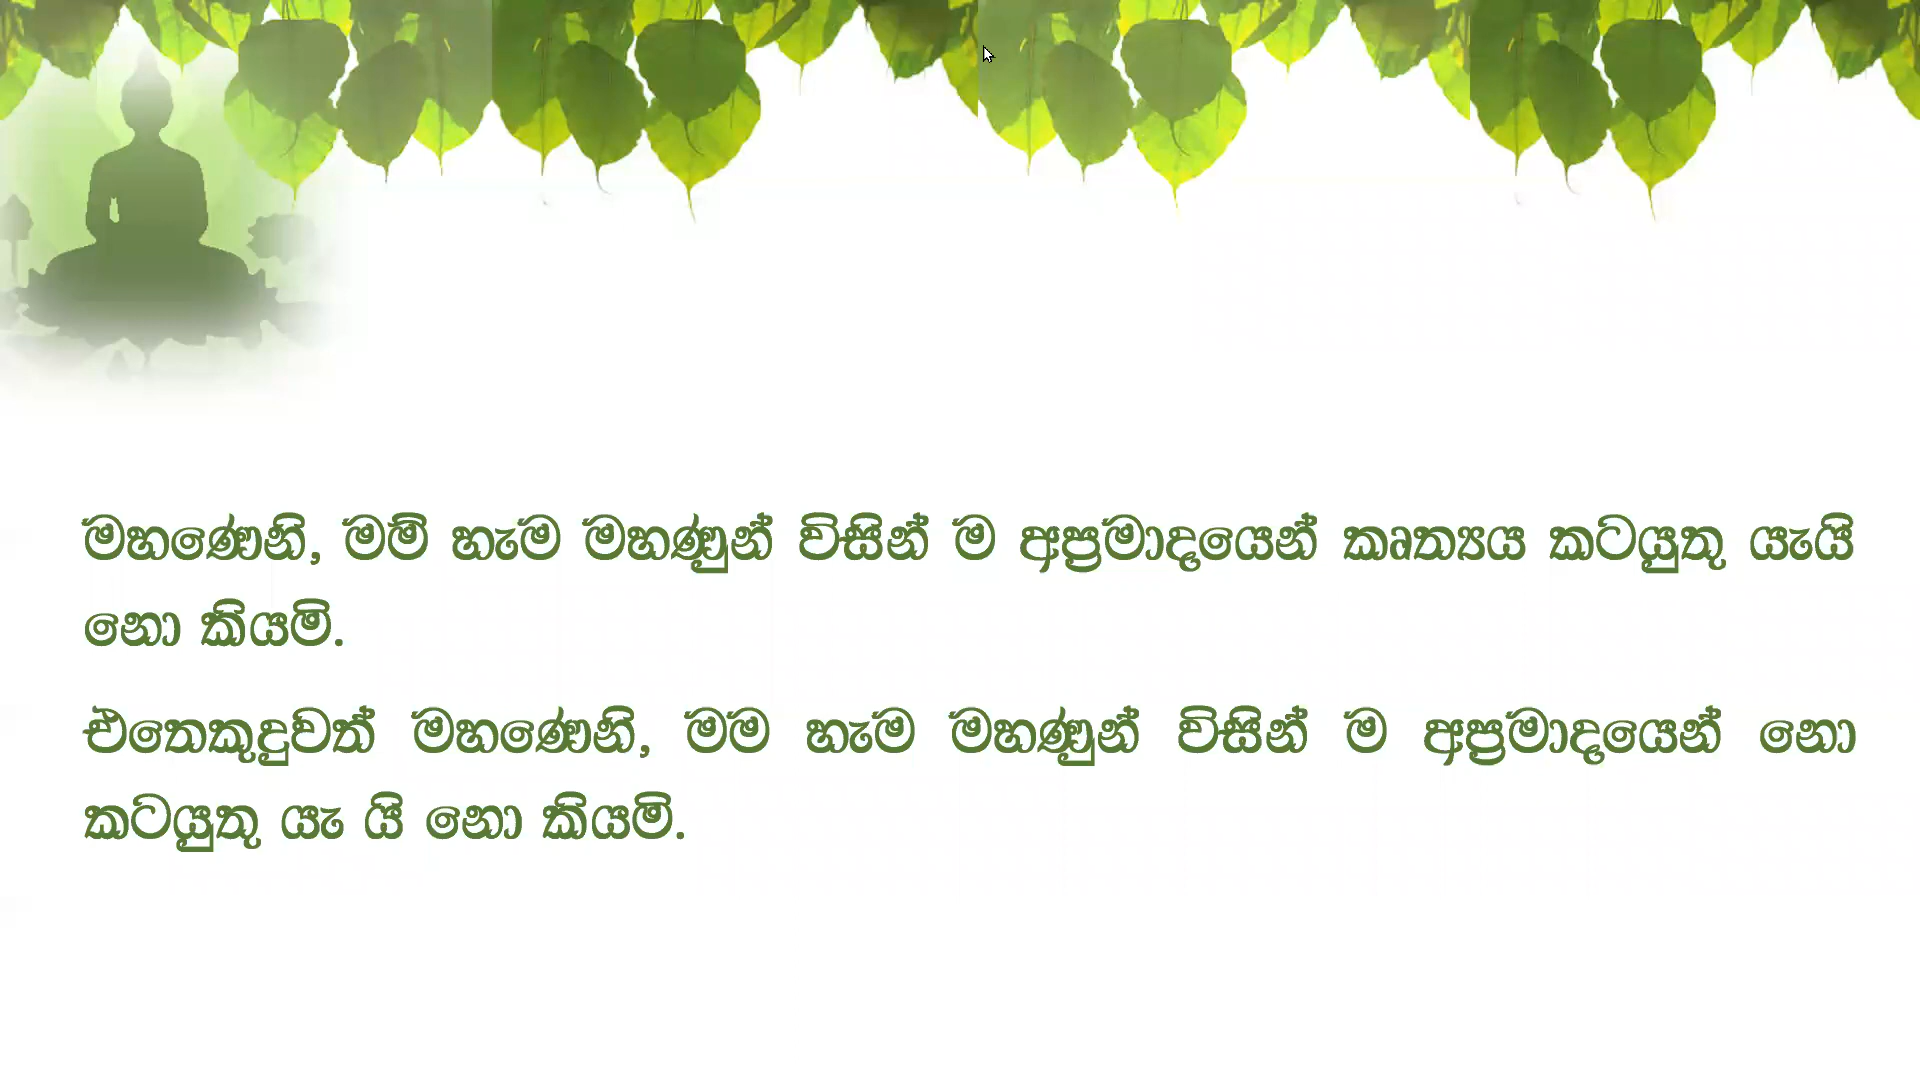 මහණෙනි, මම් හැම මහණුන් විසින් ම අප්‍රමාදයෙන් කෘත්‍යය කටයුතු යැයි
නො කියමි.
එතෙකුදුවත් මහණෙනි, මම හැම මහණුන් විසින් ම අප්‍රමාදයෙන් නො
කටයුතු යැ යි නො කියමි.